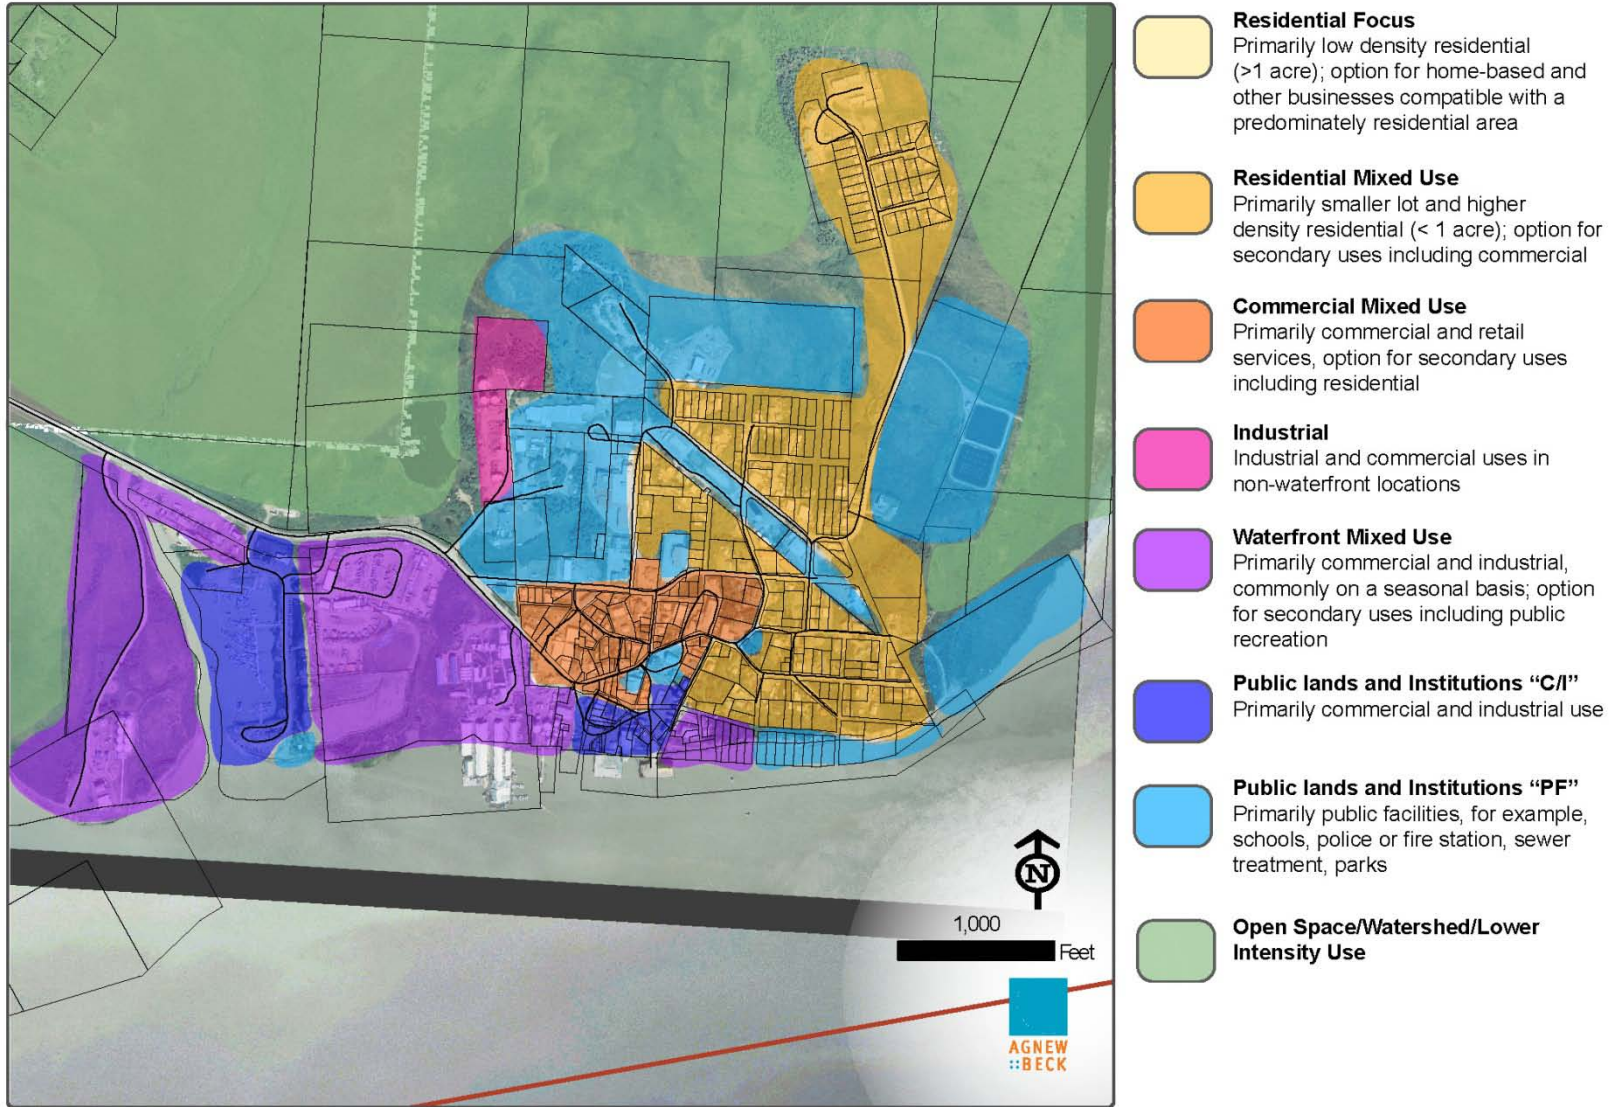 Residential Focus
Primarily low density residential
(>1 acre); option for home-based and
other businesses compatible with a
predominately residential area
Residential Mixed Use
Primarily smaller lot and higher
density residential (< 1 acre); option for
secondary uses including commercial
Commercial Mixed Use
Primarily commercial and retail
services, option for secondary uses
including residential
Industrial
Industrial and commercial uses in
non-waterfront locations
Waterfront Mixed Use
Primarily commercial and industrial,
commonly on a seasonal basis; option
for secondary uses including public
recreation
Public lands and Institutions “C/I”
Primarily commercial and industrial use
Public lands and Institutions “PF”
Primarily public facilities, for example,
schools, police or fire station, sewer
treatment, parks
Open Space/Watershed/Lower
Intensity Use
N
1,000
Feet
AGNEW
::BECK